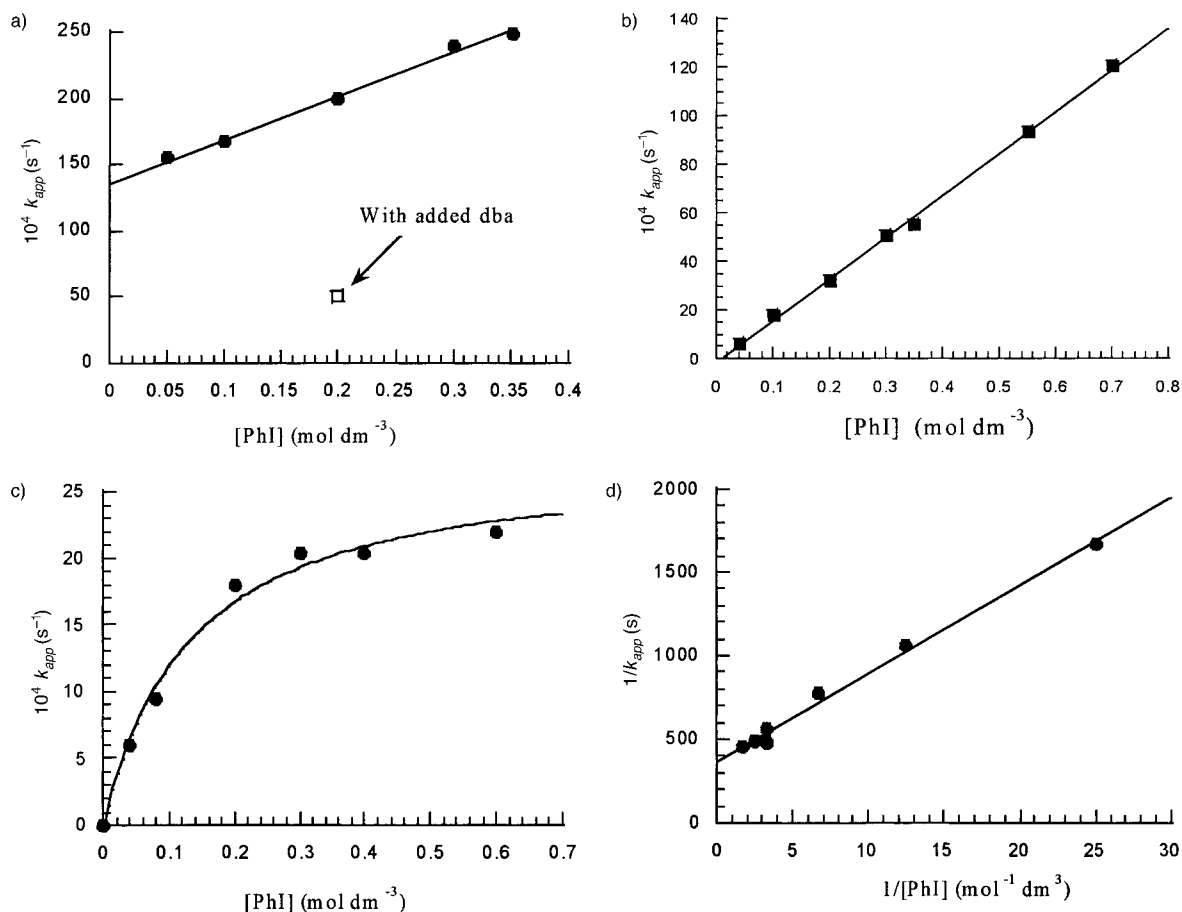 a)
250
200
150
100
50
0
10⁴ k_app (s⁻¹)
With added dba
0 0.05 0.1 0.15 0.2 0.25 0.3 0.35 0.4
[PhI] (mol dm⁻³)
b)
140
120
100
80
60
40
20
0
10⁴ k_app (s⁻¹)
0 0.1 0.2 0.3 0.4 0.5 0.6 0.7 0.8
[PhI] (mol dm⁻³)
c)
25
20
15
10
5
0
10⁴ k_app (s⁻¹)
0 0.1 0.2 0.3 0.4 0.5 0.6 0.7
[PhI] (mol dm⁻³)
d)
2000
1500
1000
500
0
1/k_app (s)
0 5 10 15 20 25 30
1/[PhI] (mol⁻¹ dm³)